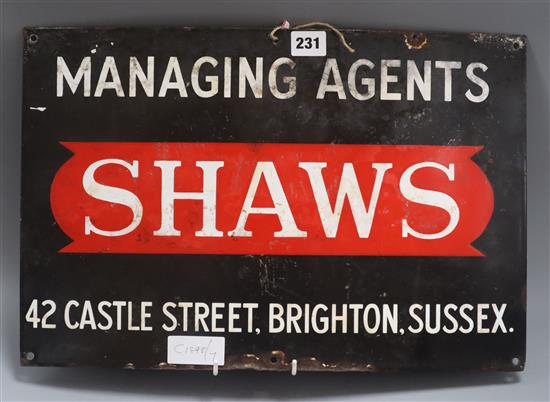 231
MANAGING AGENTS
SHAWS
42 CASTLE STREET, BRIGHTON, SUSSEX.